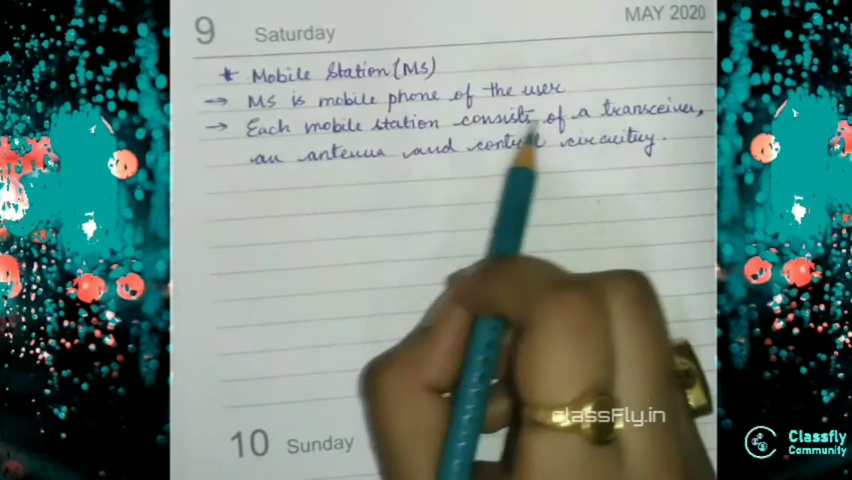 MAY 2020
9 Saturday
* Mobile Station (MS)
→ MS is mobile phone of the user
→ Each mobile station consists of a transceiver,
an antenna and control circuitry.
classFly.in
10 Sunday
Classfly
Community